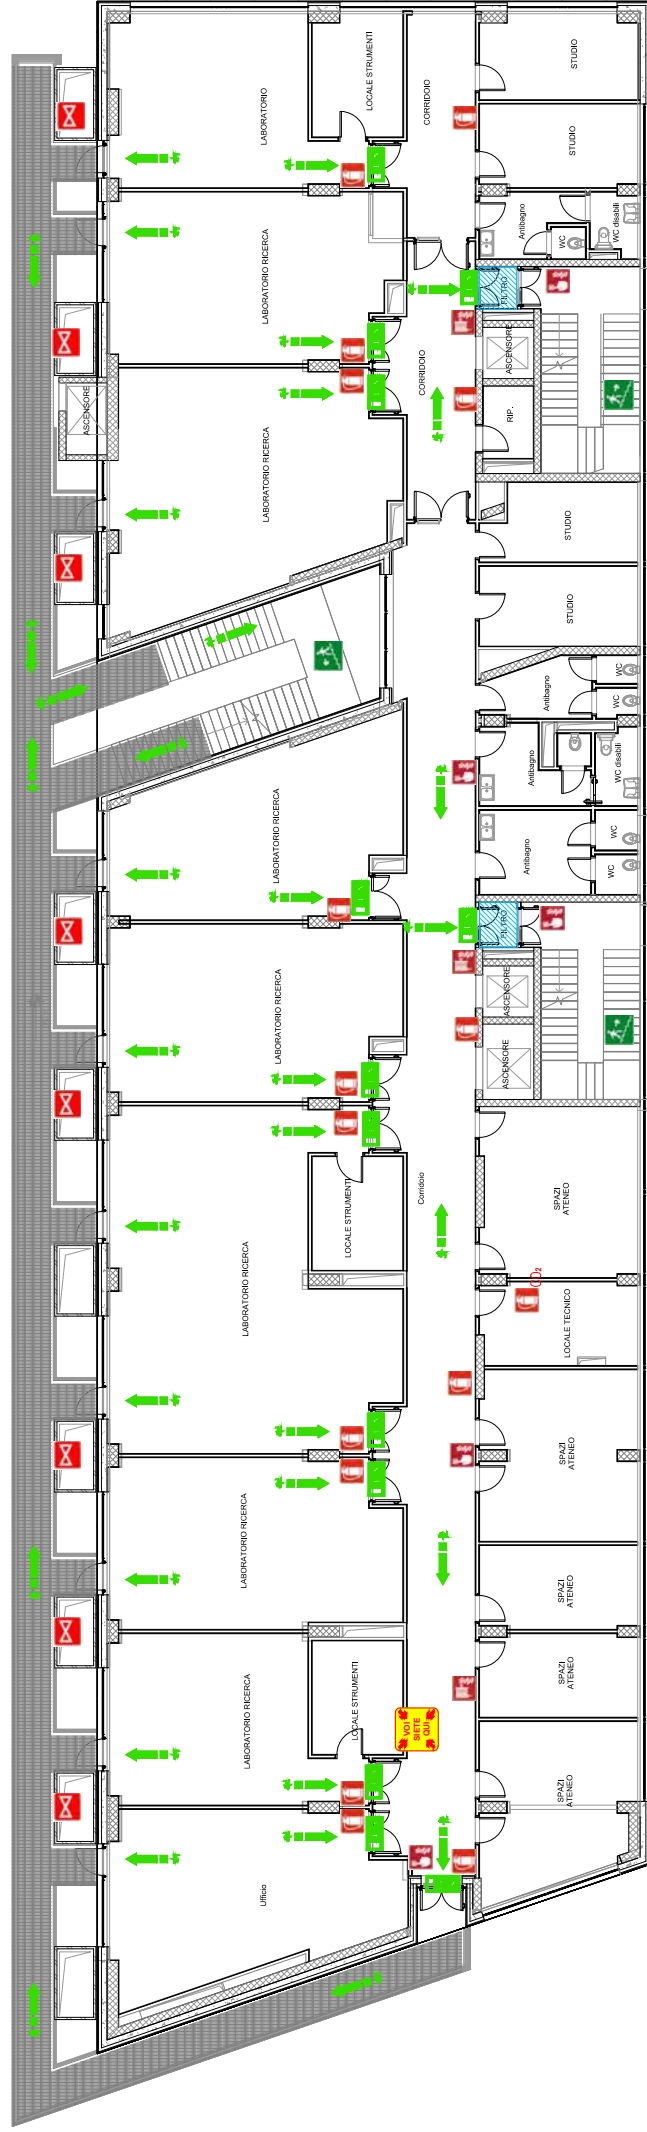 LABORATORIO
LOCALE STRUMENTI
CORRIDOIO
STUDIO
STUDIO
Antibagno
WC
WC disabili
LABORATORIO RICERCA
FILTRO
ASCENSORE
CORRIDOIO
RIP.
ASCENSORE
LABORATORIO RICERCA
STUDIO
STUDIO
Antibagno
WC
WC
Antibagno
WC disabili
LABORATORIO RICERCA
Antibagno
WC
WC
FILTRO
LABORATORIO RICERCA
ASCENSORE
ASCENSORE
Corridoio
SPAZI
ATENEO
LOCALE STRUMENTI
LABORATORIO RICERCA
CO2
LOCALE TECNICO
SPAZI
ATENEO
LABORATORIO RICERCA
SPAZI
ATENEO
LOCALE STRUMENTI
LABORATORIO RICERCA
SPAZI
ATENEO
VOI
SIETE
QUI
SPAZI
ATENEO
Ufficio